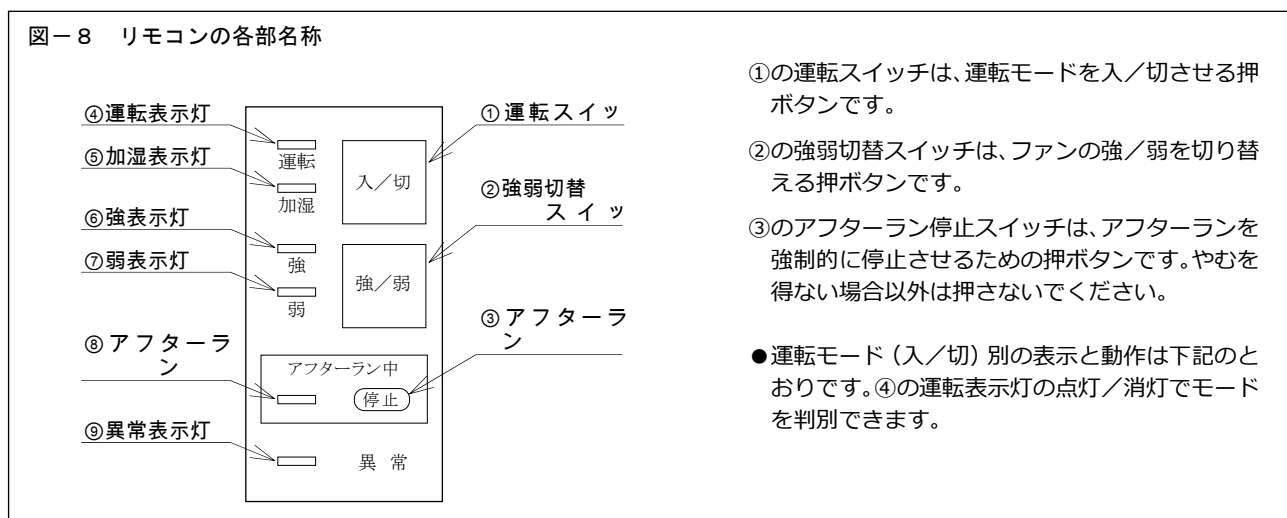 図－８　リモコンの各部名称
④運転表示灯
⑤加湿表示灯
⑥強表示灯
⑦弱表示灯
⑧アフターラ
ン
⑨異常表示灯
運転
加湿
強
弱
入／切
強／弱
アフターラン中
停止
異 常
①運転スイッ
②強弱切替
スイッ
③アフターラ
ン
①の運転スイッチは、運転モードを入／切させる押
ボタンです。
②の強弱切替スイッチは、ファンの強／弱を切り替
える押ボタンです。
③のアフターラン停止スイッチは、アフターランを
強制的に停止させるための押ボタンです。やむを
得ない場合以外は押さないでください。
●運転モード（入／切）別の表示と動作は下記のと
おりです。④の運転表示灯の点灯／消灯でモード
を判別できます。